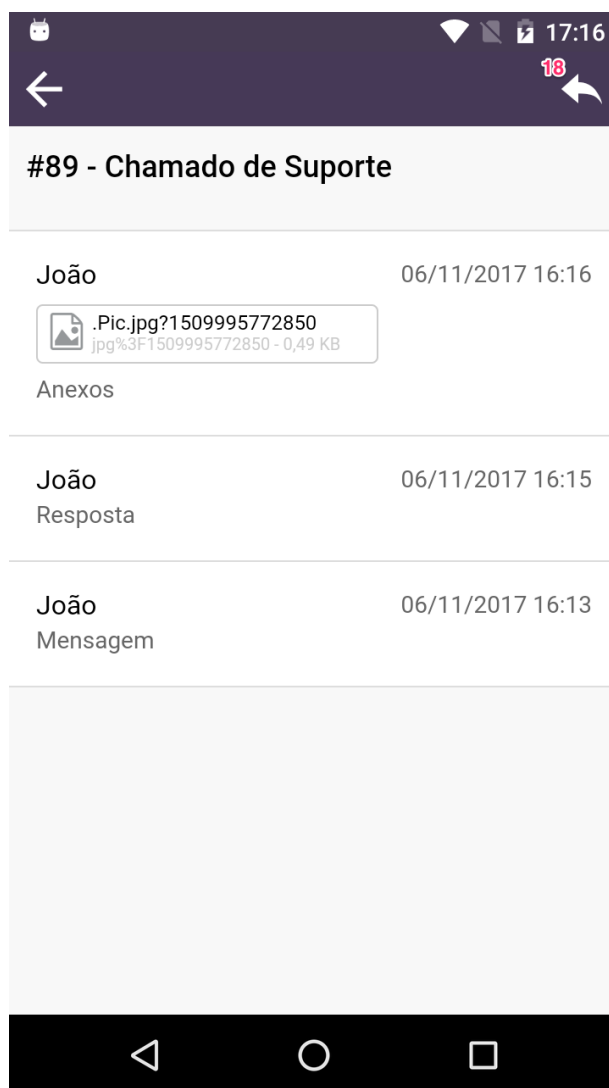 17:16
18
#89 - Chamado de Suporte
João 06/11/2017 16:16
.Pic.jpg?1509995772850
jpg%3F1509995772850 - 0,49 KB
Anexos
João 06/11/2017 16:15
Resposta
João 06/11/2017 16:13
Mensagem